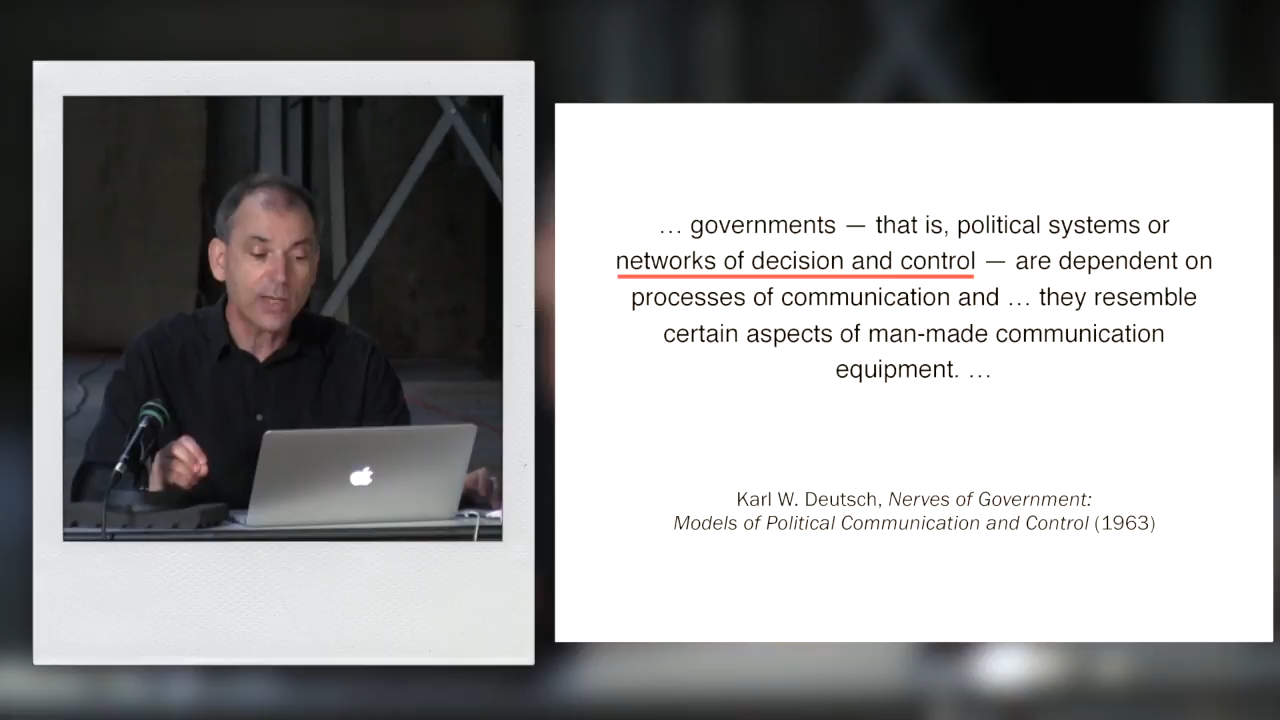 … governments — that is, political systems or
networks of decision and control — are dependent on
processes of communication and … they resemble
certain aspects of man-made communication
equipment. …
Karl W. Deutsch, Nerves of Government:
Models of Political Communication and Control (1963)